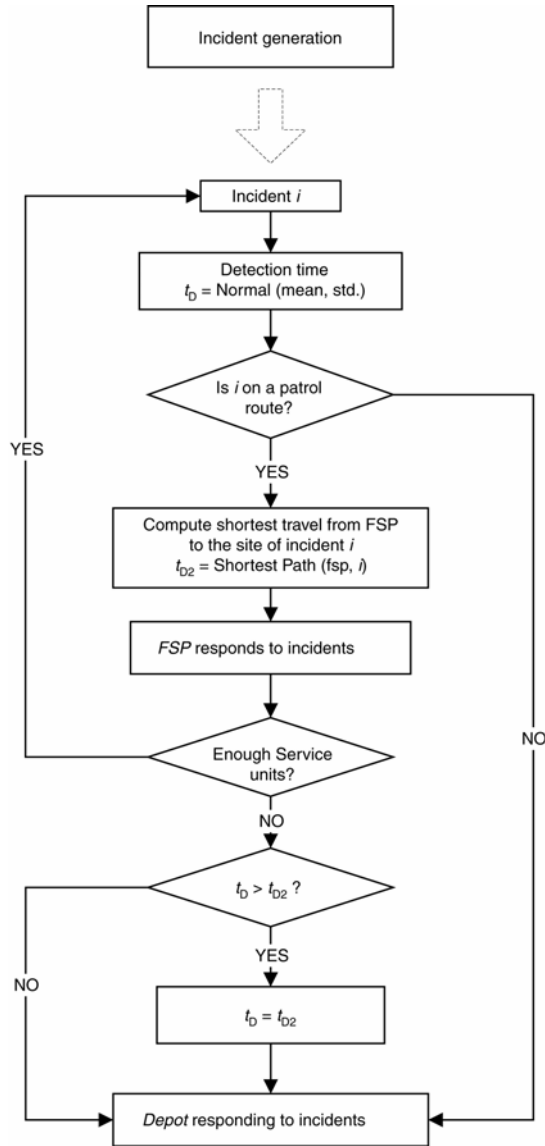 Incident generation
Incident i
Detection time
tD = Normal (mean, std.)
Is i on a patrol
route?
YES
YES
Compute shortest travel from FSP
to the site of incident i
tD2 = Shortest Path (fsp, i)
FSP responds to incidents
NO
Enough Service
units?
NO
tD > tD2 ?
YES
NO
tD = tD2
Depot responding to incidents